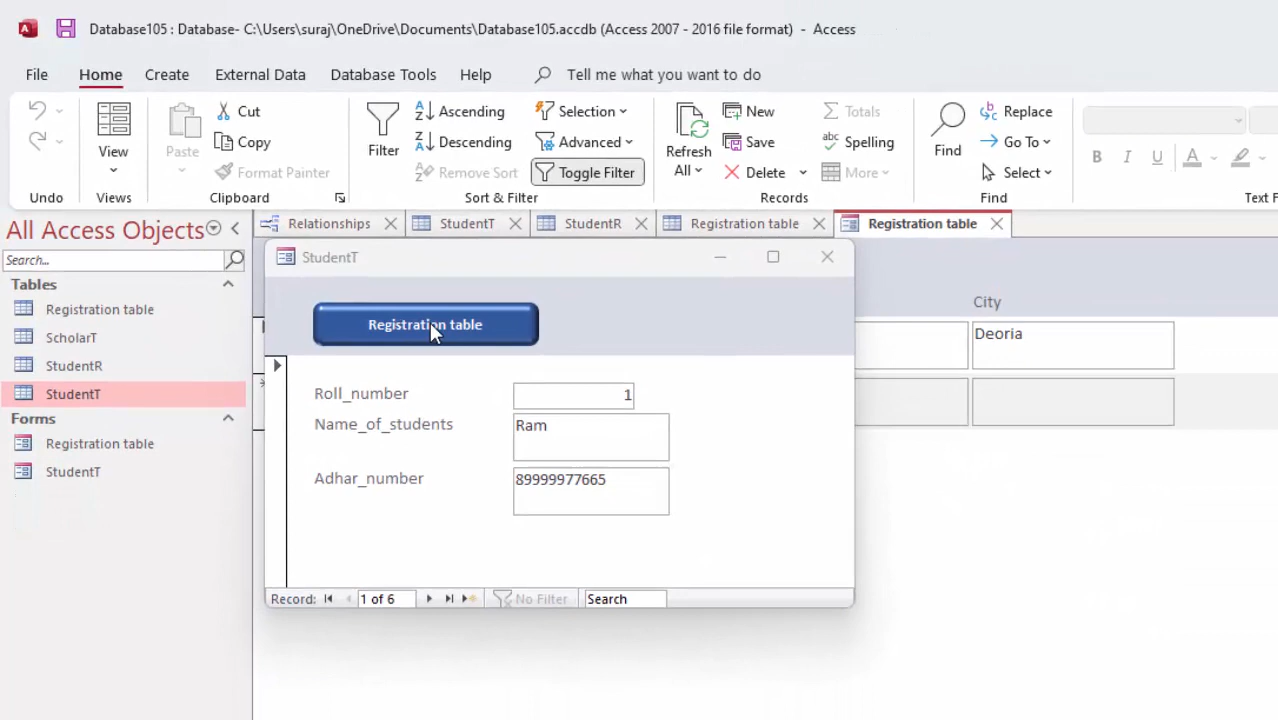 Database105 : Database- C:\Users\suraj\OneDrive\Documents\Database105.accdb (Access 2007 - 2016 file format) - Access
File Home Create External Data Database Tools Help Tell me what you want to do
Undo
View
Views
Paste
Cut
Copy
Format Painter
Clipboard
Filter
Ascending
Descending
Remove Sort
Selection
Advanced
Toggle Filter
Sort & Filter
Refresh
All
New
Save
Delete
Totals
Spelling
More
Records
Find
Replace
Go To
Select
Find
B I U A
Text F
All Access Objects
Search...
Tables
Registration table
ScholarT
StudentR
StudentT
Forms
Registration table
StudentT
Relationships StudentT StudentR Registration table Registration table
StudentT
Registration table
Roll_number 1
Name_of_students Ram
Adhar_number 89999977665
Record: 1 of 6 No Filter Search
City
Deoria